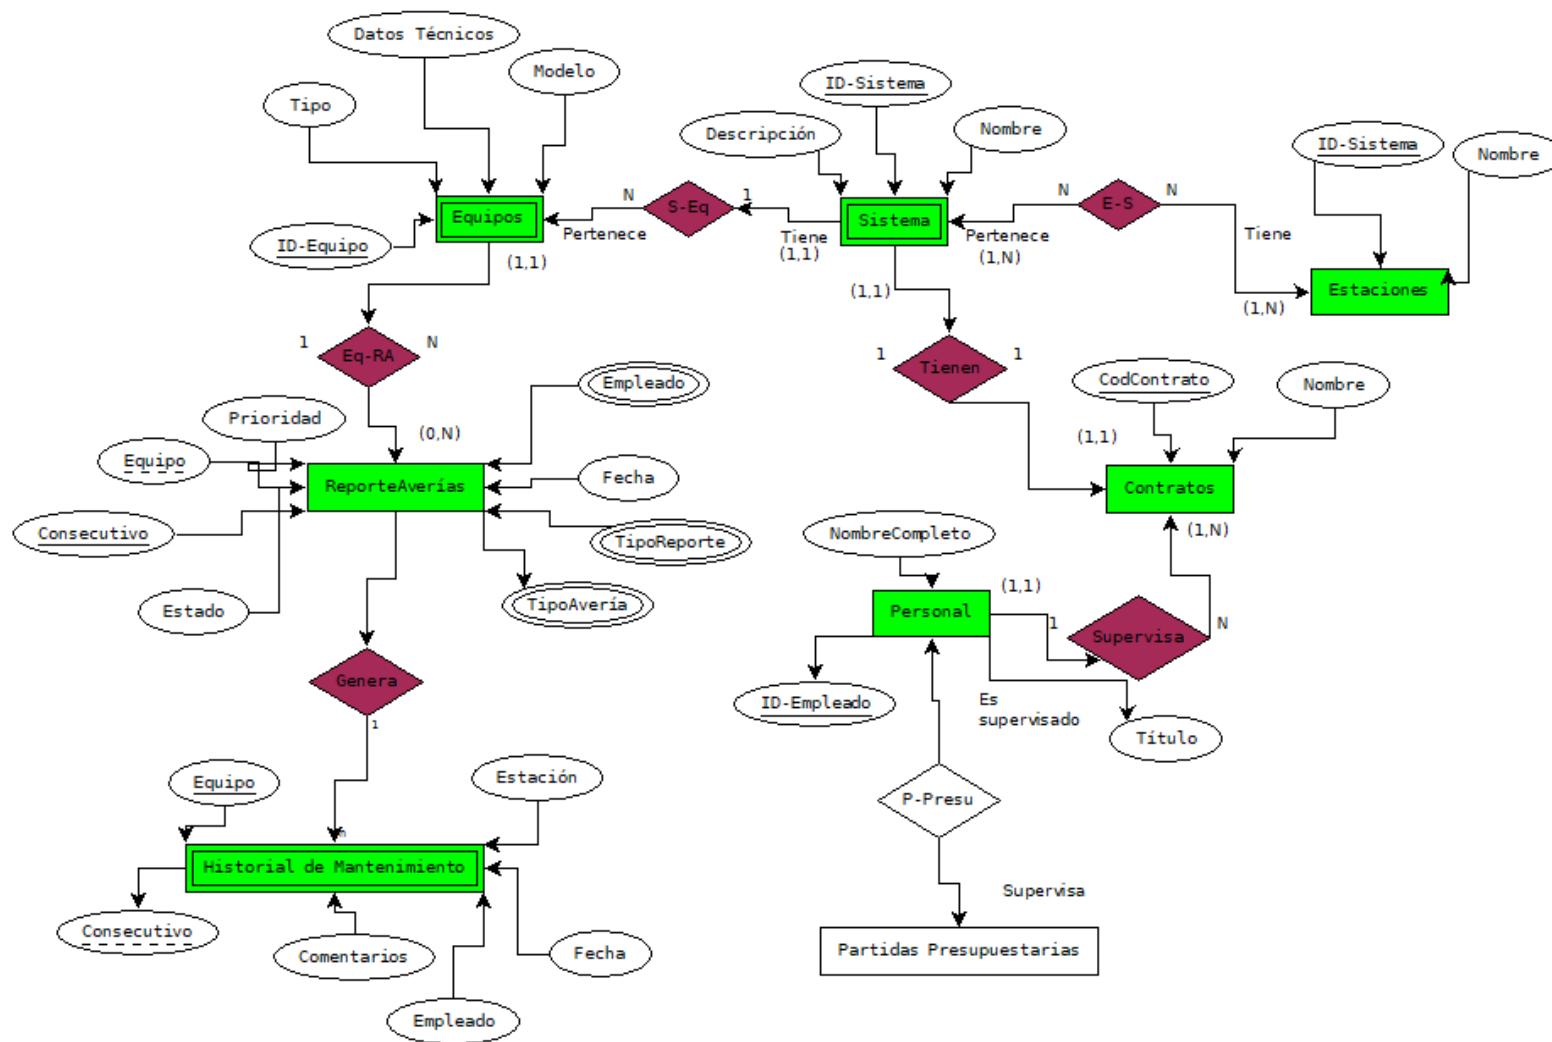 Datos Técnicos
Modelo
Tipo
ID-Sistema
Descripción
Nombre
ID-Sistema
Nombre
Equipos
N
S-Eq
1
Sistema
N
E-S
N
Pertenece
Tiene
(1,1)
Pertenece
(1,N)
Tiene
ID-Equipo
(1,1)
(1,1)
Estaciones
(1,N)
1
Eq-RA
N
1
Tienen
1
Empleado
CodContrato
Nombre
Prioridad
(0,N)
(1,1)
Equipo
ReporteAverías
Fecha
Contratos
Consecutivo
TipoReporte
NombreCompleto
(1,N)
Estado
TipoAvería
Personal
(1,1)
1
Supervisa
N
Genera
1
ID-Empleado
Es
supervisado
Título
Equipo
Estación
P-Presu
n
Historial de Mantenimiento
Supervisa
Consecutivo
Comentarios
Fecha
Partidas Presupuestarias
Empleado